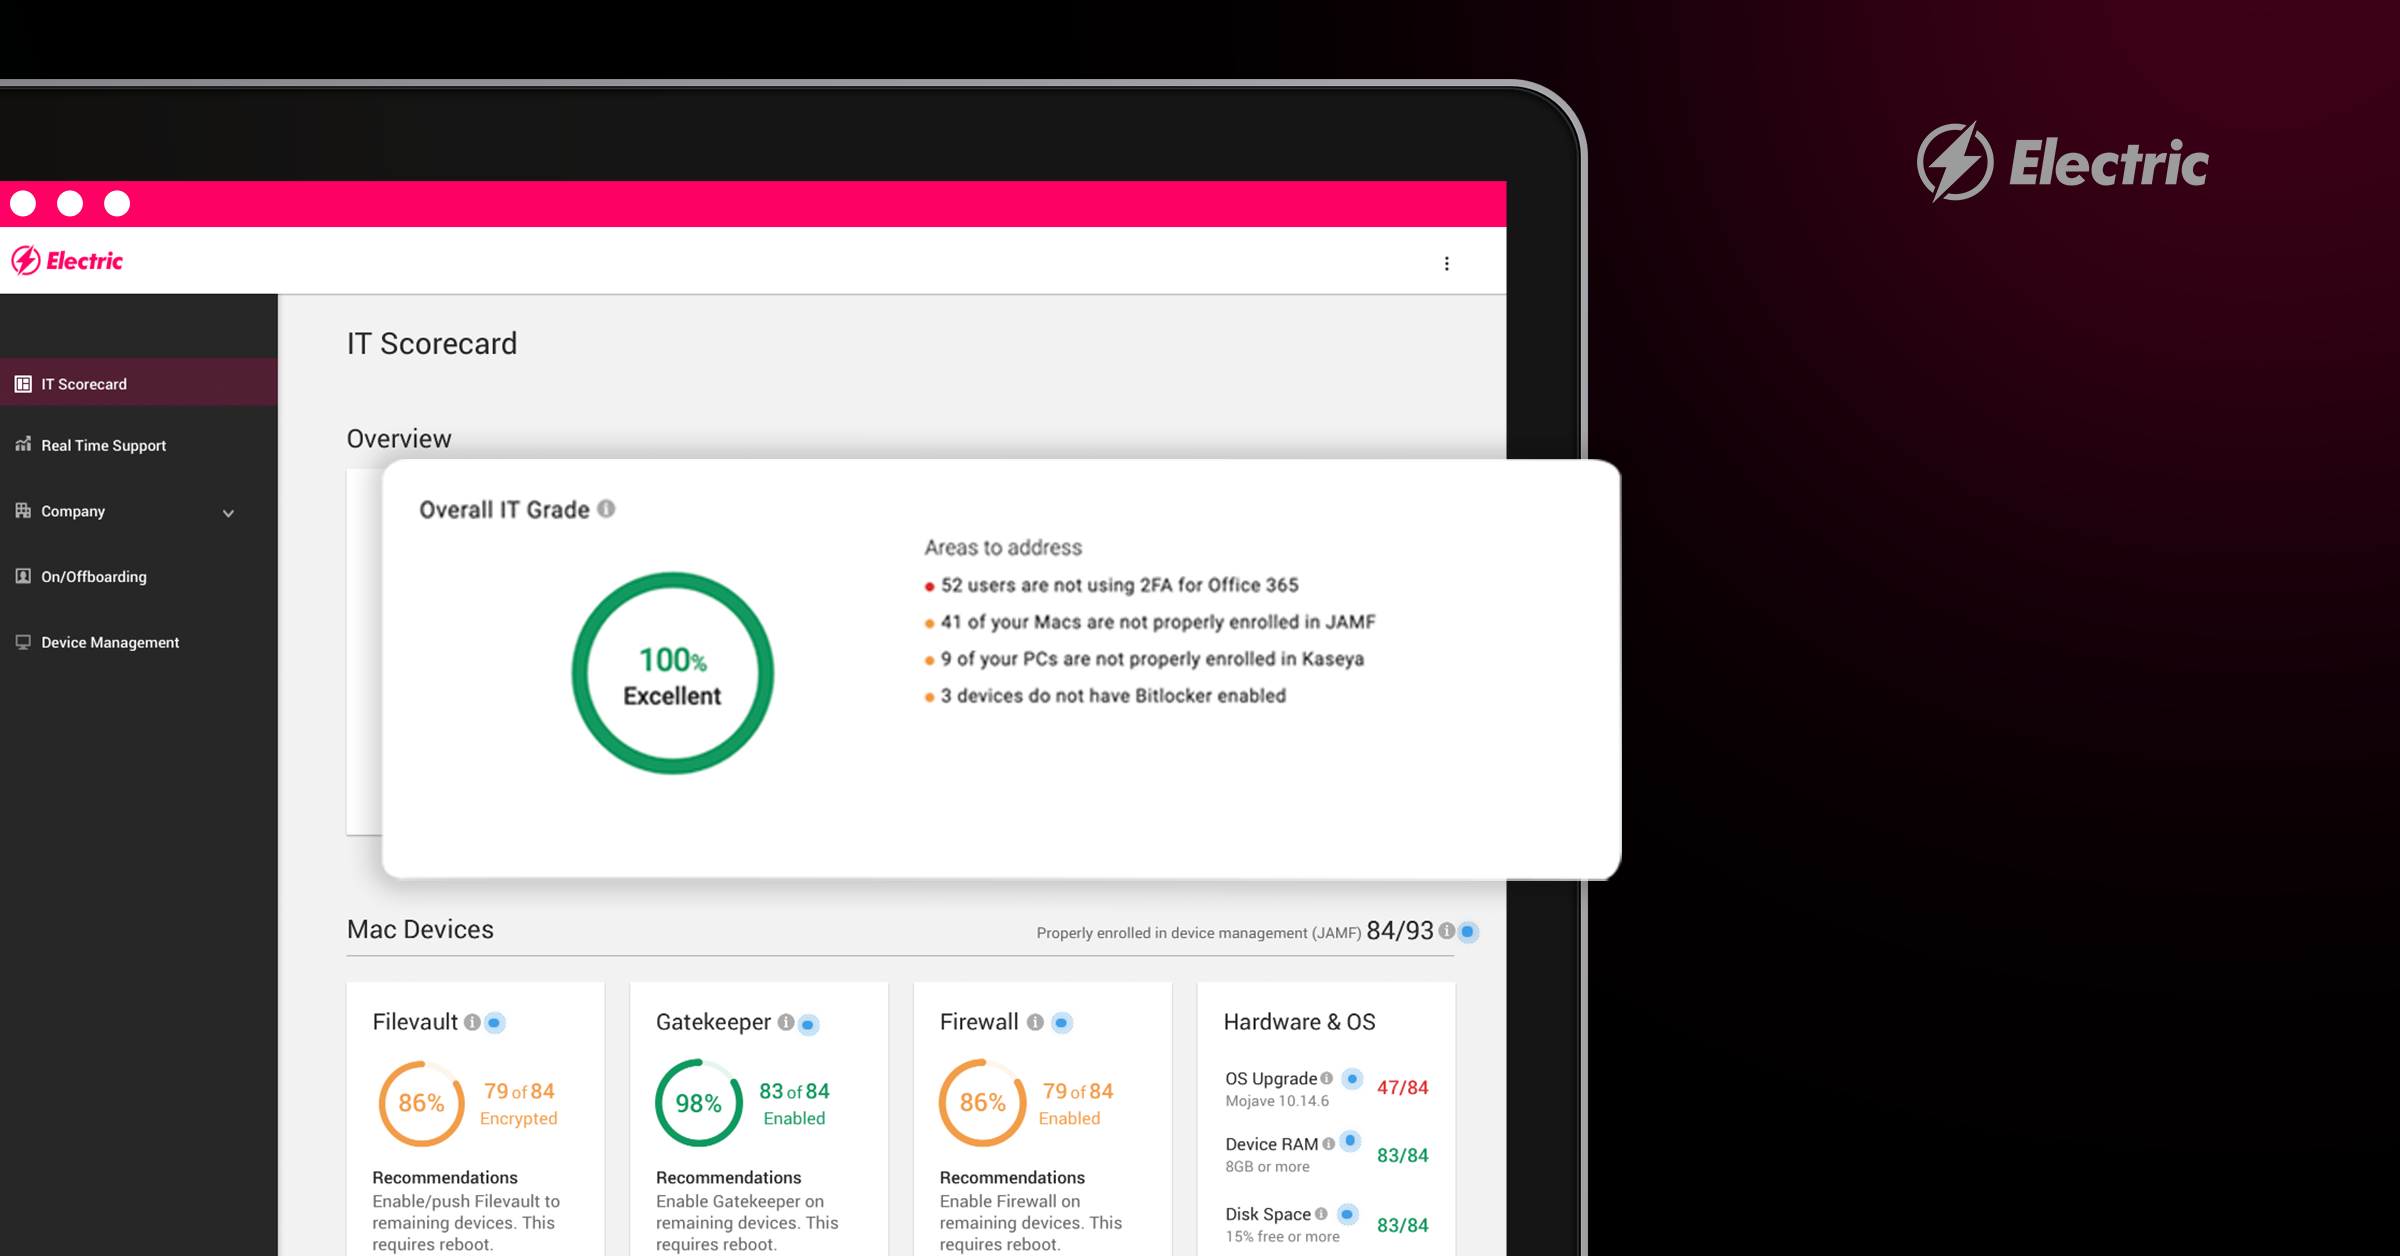 Electric
Electric
IT Scorecard
IT Scorecard
Real Time Support
Company
On/Offboarding
Device Management
Overview
Overall IT Grade
100%
Excellent
Areas to address
52 users are not using 2FA for Office 365
41 of your Macs are not properly enrolled in JAMF
9 of your PCs are not properly enrolled in Kaseya
3 devices do not have Bitlocker enabled
Mac Devices
Properly enrolled in device management (JAMF) 84/93
Filevault
86%
79 of 84
Encrypted
Recommendations
Enable/push Filevault to
remaining devices. This
requires reboot.
Gatekeeper
98%
83 of 84
Enabled
Recommendations
Enable Gatekeeper on
remaining devices. This
requires reboot.
Firewall
86%
79 of 84
Enabled
Recommendations
Enable Firewall on
remaining devices. This
requires reboot.
Hardware & OS
OS Upgrade
Mojave 10.14.6
47/84
Device RAM
8GB or more
83/84
Disk Space
15% free or more
83/84